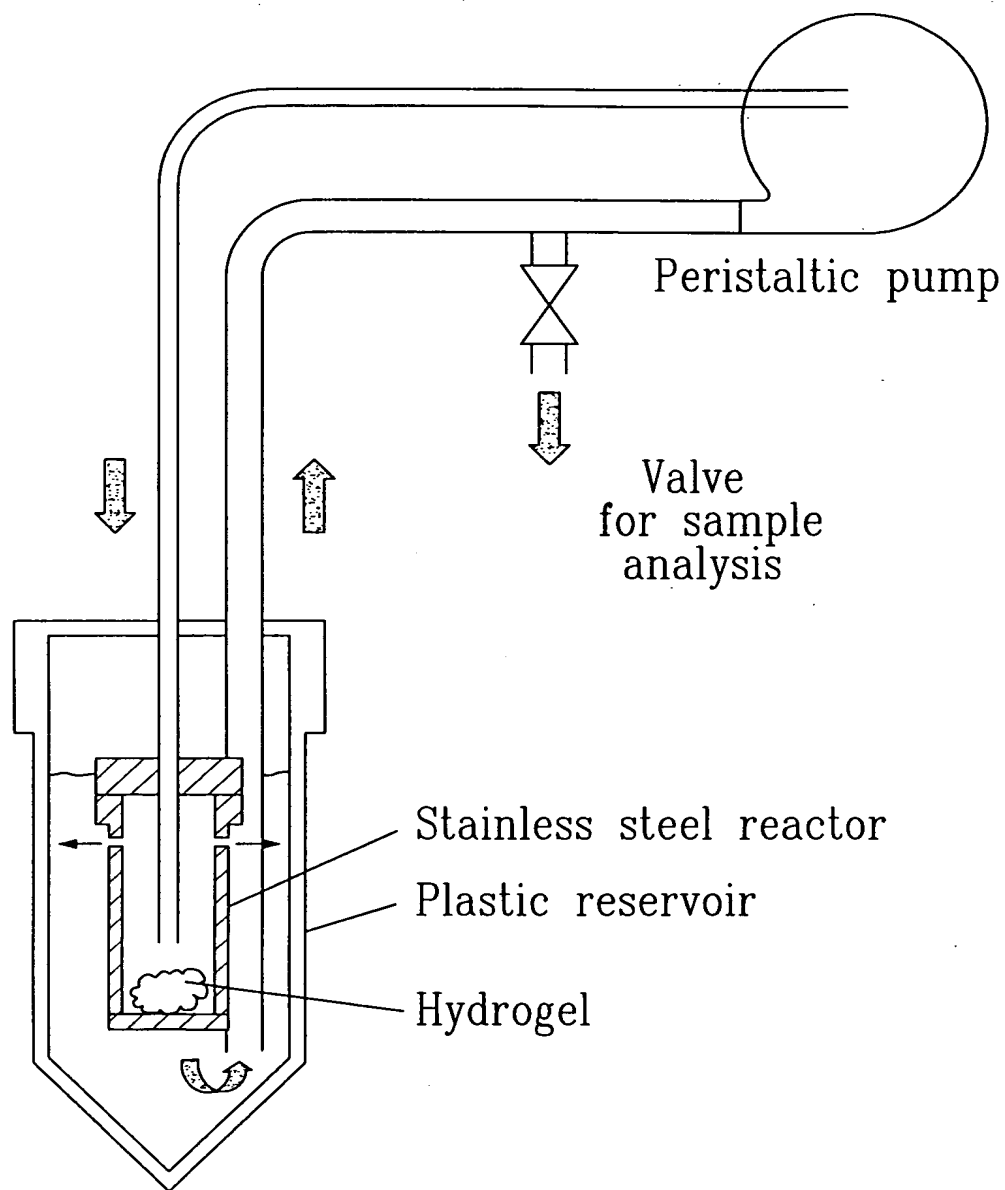 Peristaltic pump
Valve
for sample
analysis
Stainless steel reactor
Plastic reservoir
Hydrogel